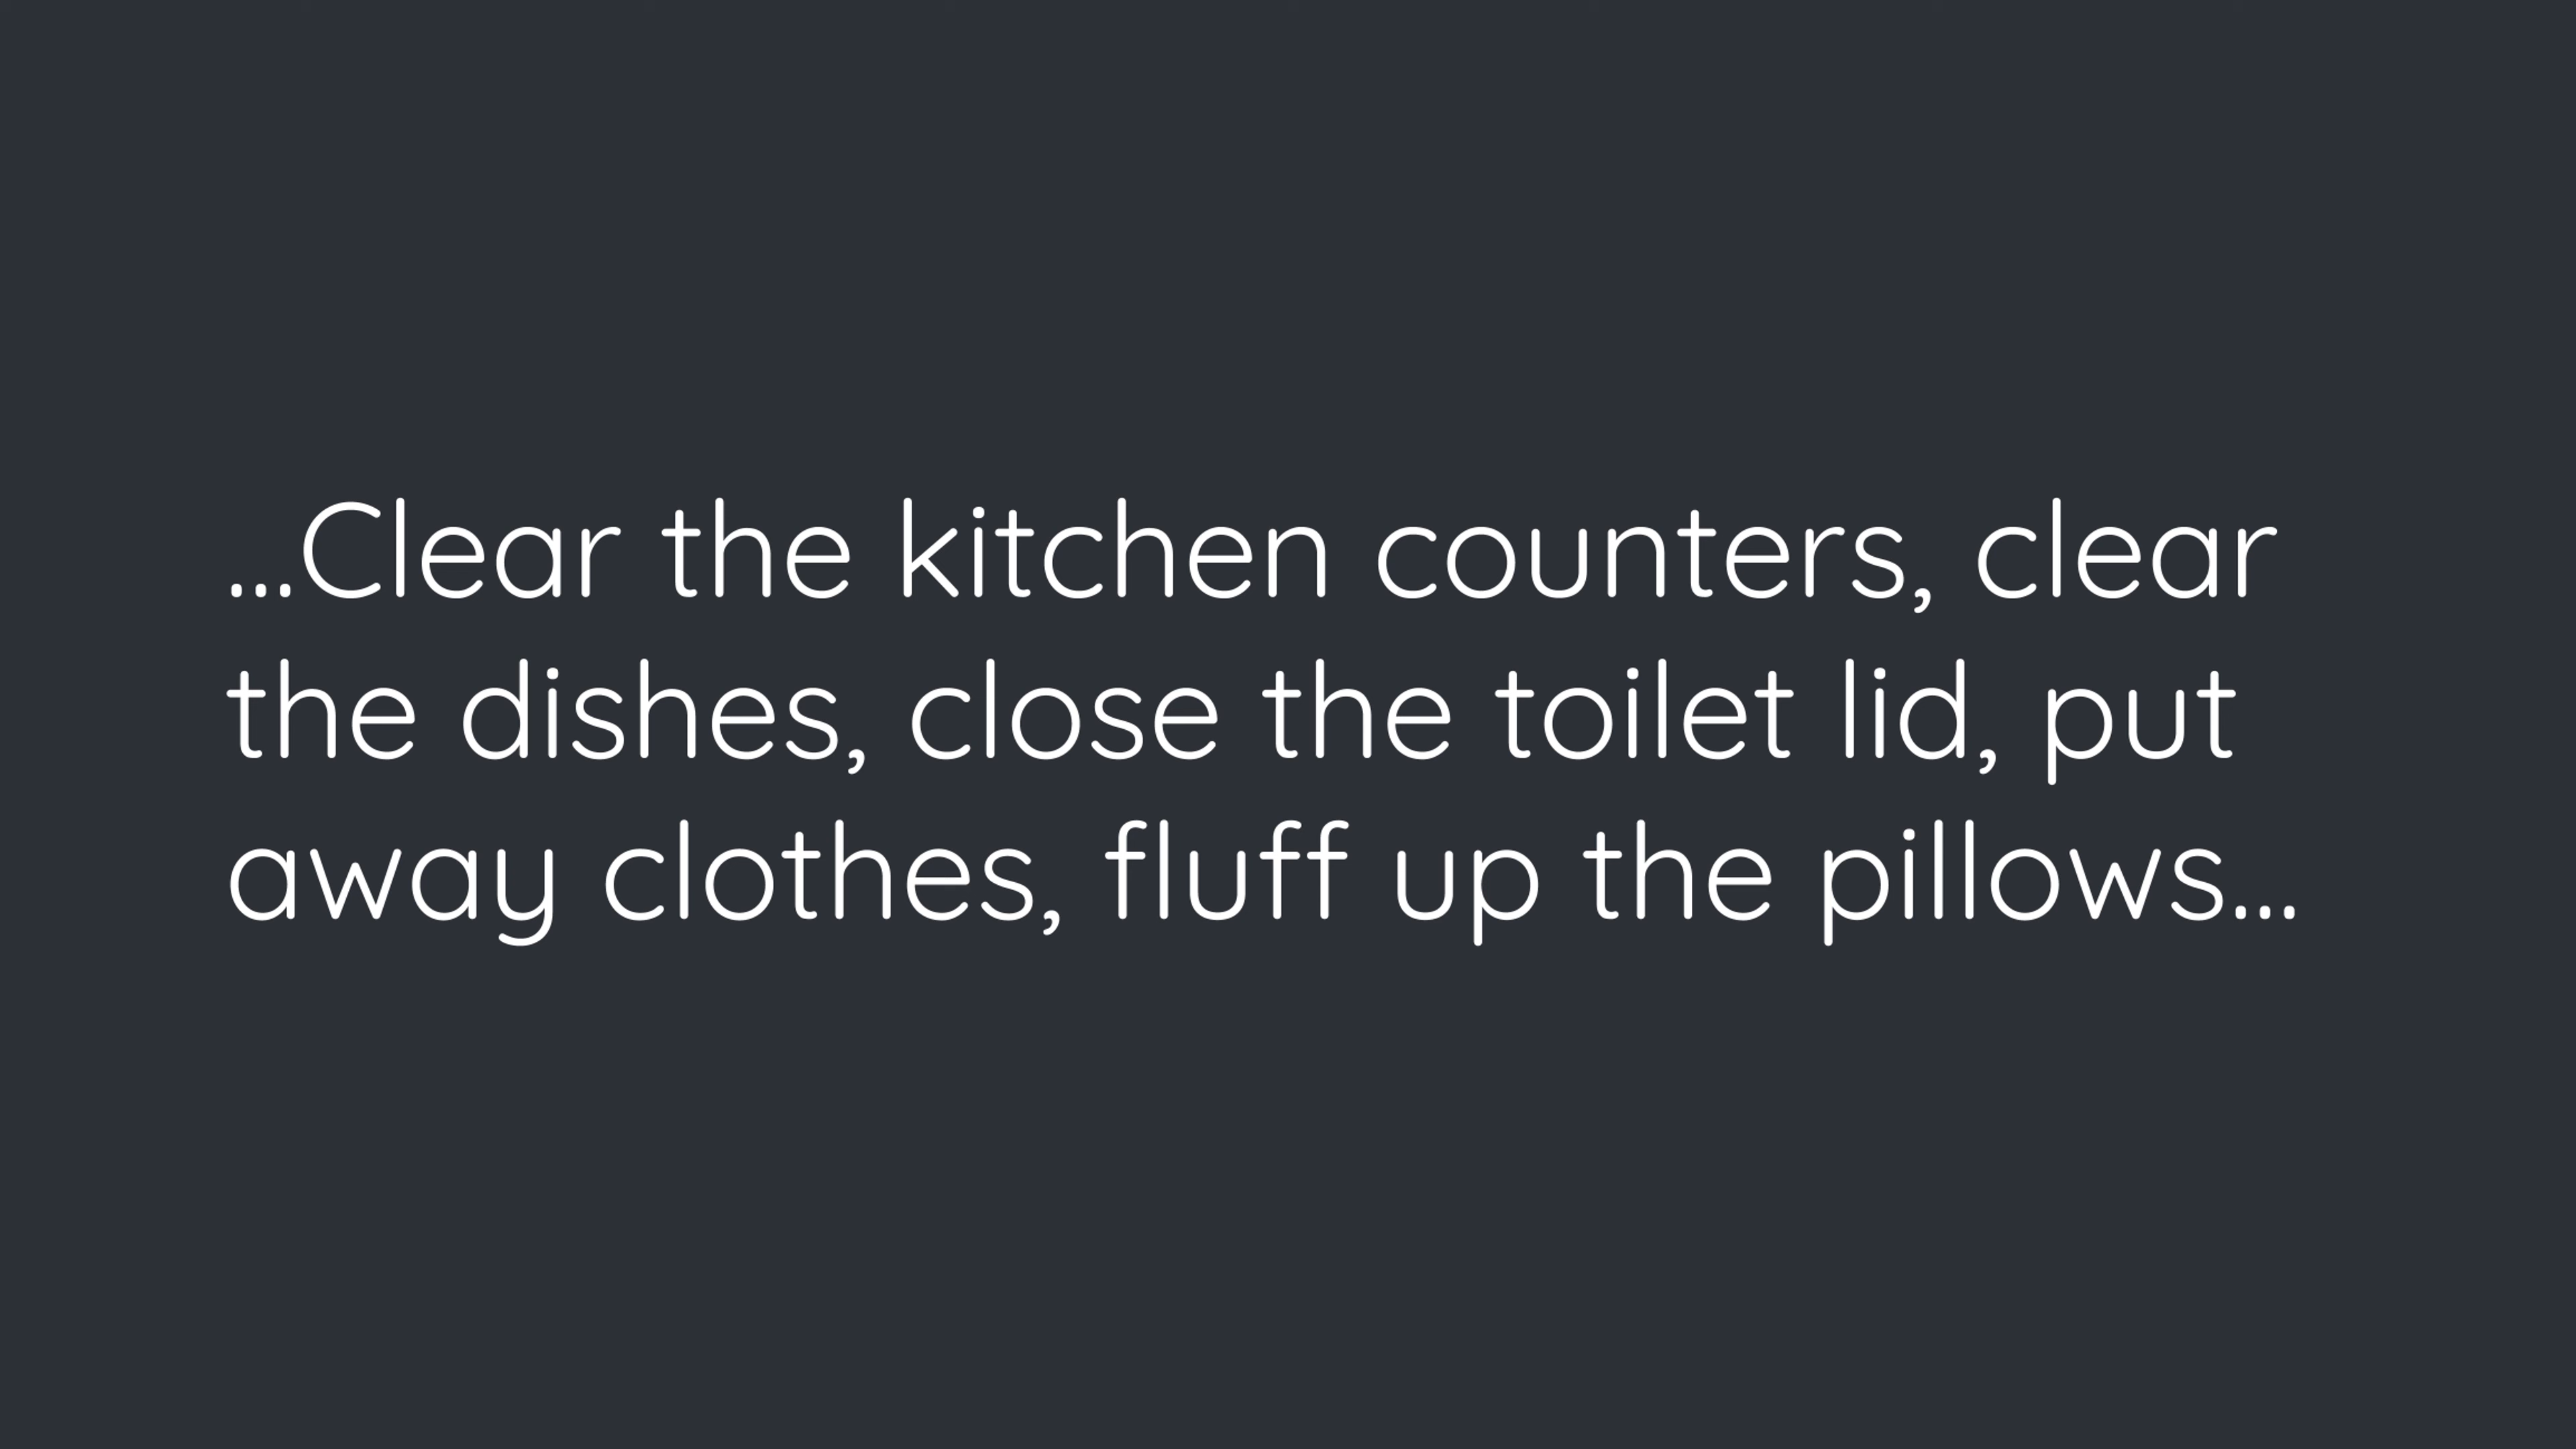 ...Clear the kitchen counters, clear
the dishes, close the toilet lid, put
away clothes, fluff up the pillows...